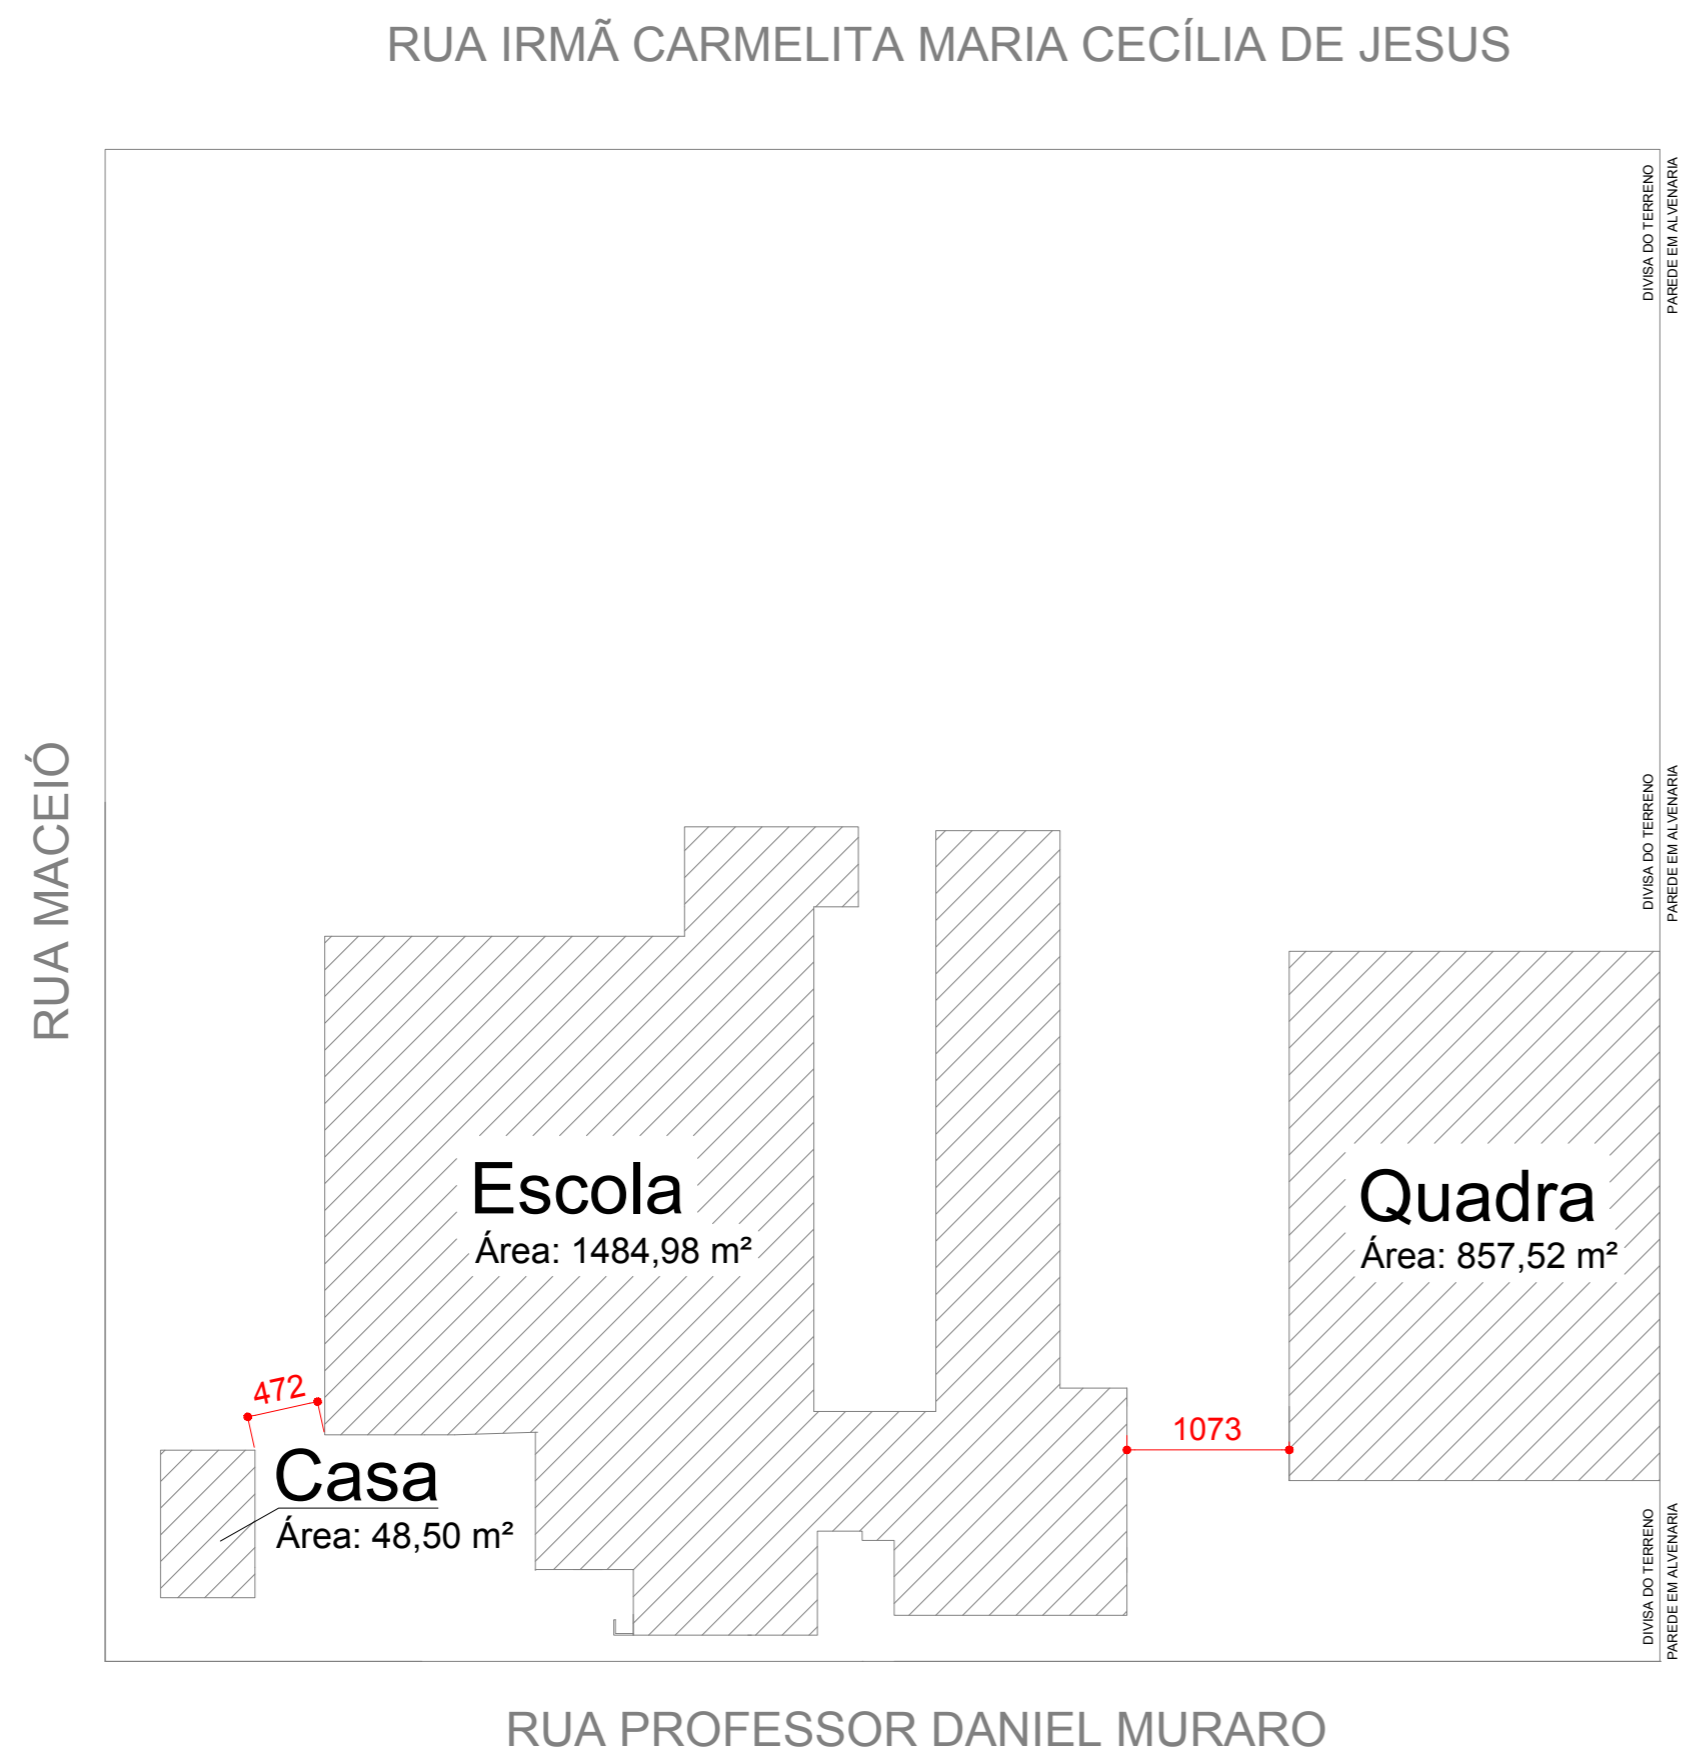 RUA IRMÃ CARMELITA MARIA CECÍLIA DE JESUS
DIVISA DO TERRENO
PAREDE EM ALVENARIA
RUA MACEIÓ
DIVISA DO TERRENO
PAREDE EM ALVENARIA
Escola
Área: 1484,98 m²
Quadra
Área: 857,52 m²
472
1073
Casa
Área: 48,50 m²
DIVISA DO TERRENO
PAREDE EM ALVENARIA
RUA PROFESSOR DANIEL MURARO